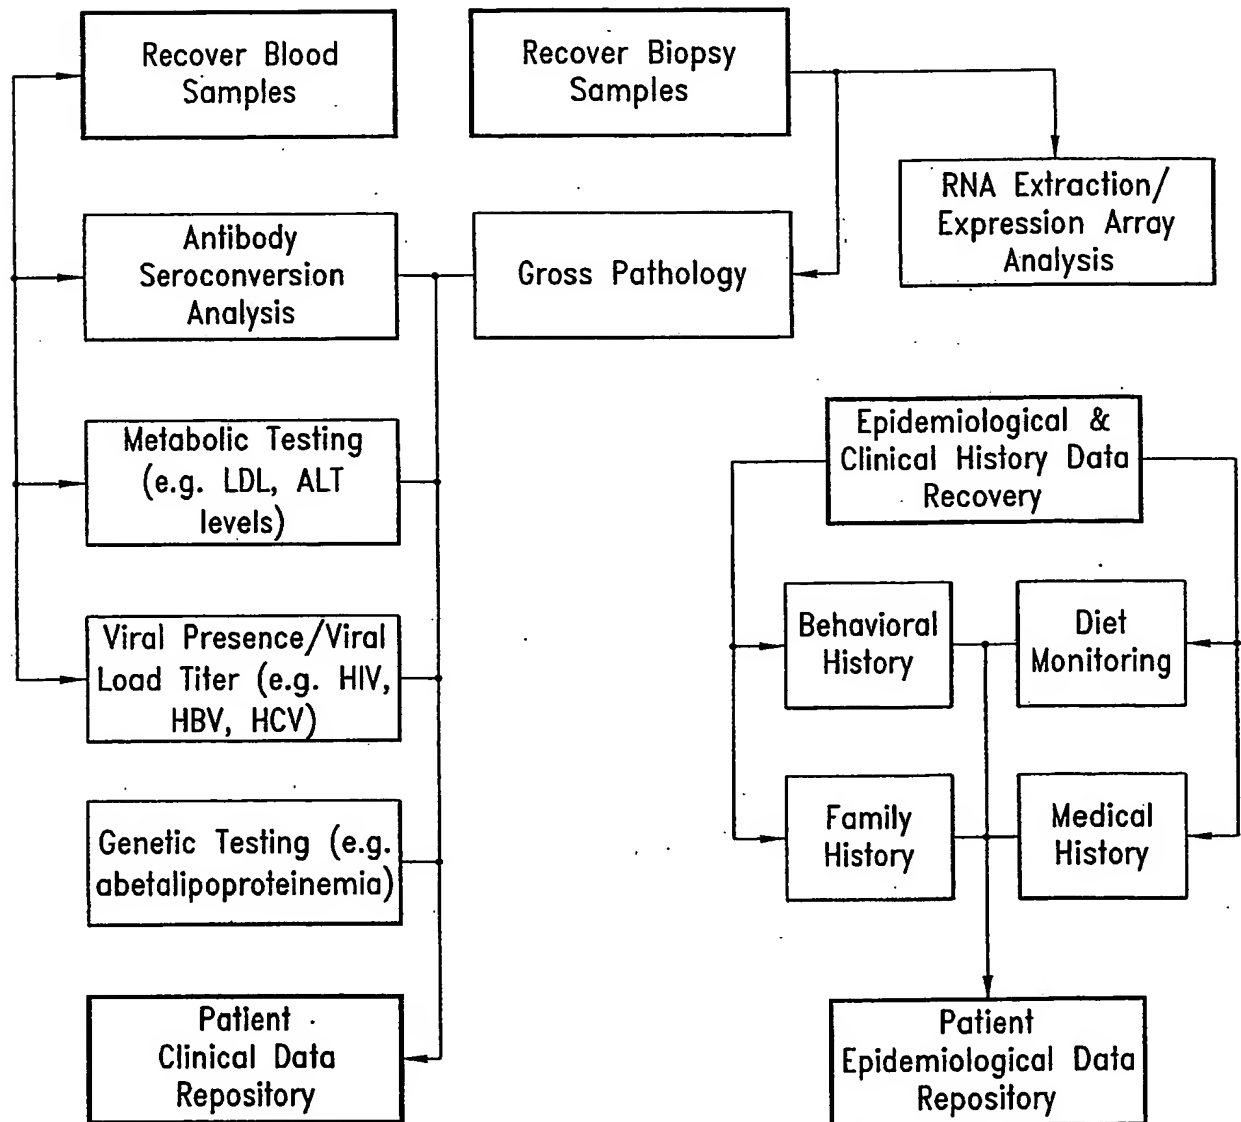 Recover Blood
Samples
Recover Biopsy
Samples
RNA Extraction/
Expression Array
Analysis
Antibody
Seroconversion
Analysis
Gross Pathology
Metabolic Testing
(e.g. LDL, ALT
levels)
Epidemiological &
Clinical History Data
Recovery
Viral Presence/Viral
Load Titer (e.g. HIV,
HBV, HCV)
Behavioral
History
Diet
Monitoring
Genetic Testing (e.g.
abetalipoproteinemia)
Family
History
Medical
History
Patient
Clinical Data
Repository
Patient
Epidemiological Data
Repository